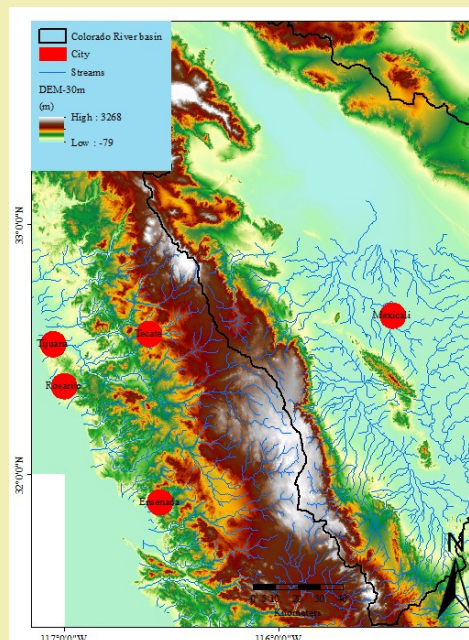 Colorado River basin
City
Streams
DEM-30m
(m)
High : 3268
Low : -79
33°0'0"N
Mexicali
Tecate
Tijuana
32°0'0"N
Ensenada
N
Kilometers
117°0'0"W
116°0'0"W